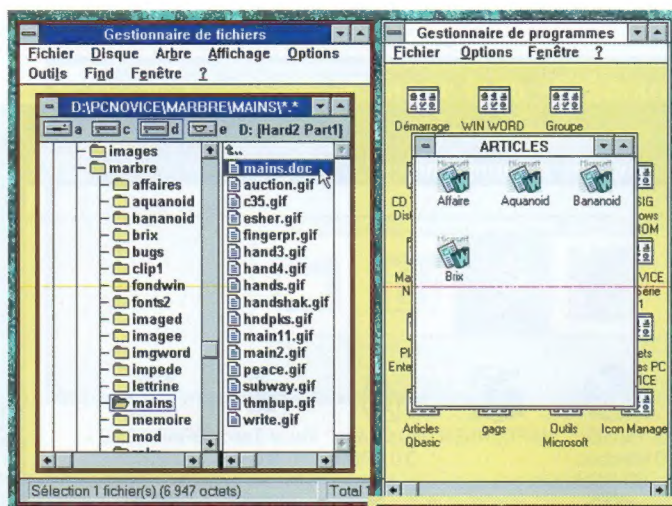 Gestionnaire de fichiers
Fichier Disque Arbre Affichage Options
Outils Find Fenêtre ?
D:\PCNOVICE\MARBRE\MAINS\*.*
a c d e D: [Hard2 Part1]
images
marbre
affaires
aquanoid
bananoid
brix
bugs
clip1
fondwin
fonts2
imaged
imagee
imgword
impede
lettrine
mains
memoire
mod
mains.doc
auction.gif
c35.gif
esher.gif
fingerpr.gif
hand3.gif
hand4.gif
hands.gif
handshak.gif
hndpks.gif
main11.gif
main2.gif
peace.gif
subway.gif
thmbup.gif
write.gif
Sélection 1 fichier(s) (6 947 octets) Total 1
Gestionnaire de programmes
Fichier Options Fenêtre ?
Démarrage WIN WORD Groupe
ARTICLES
Microsoft Microsoft Microsoft
Affaire Aquanoid Bananoid
Microsoft
Brix
Articles Qbasic
gags
Outils Microsoft
Icon Manage